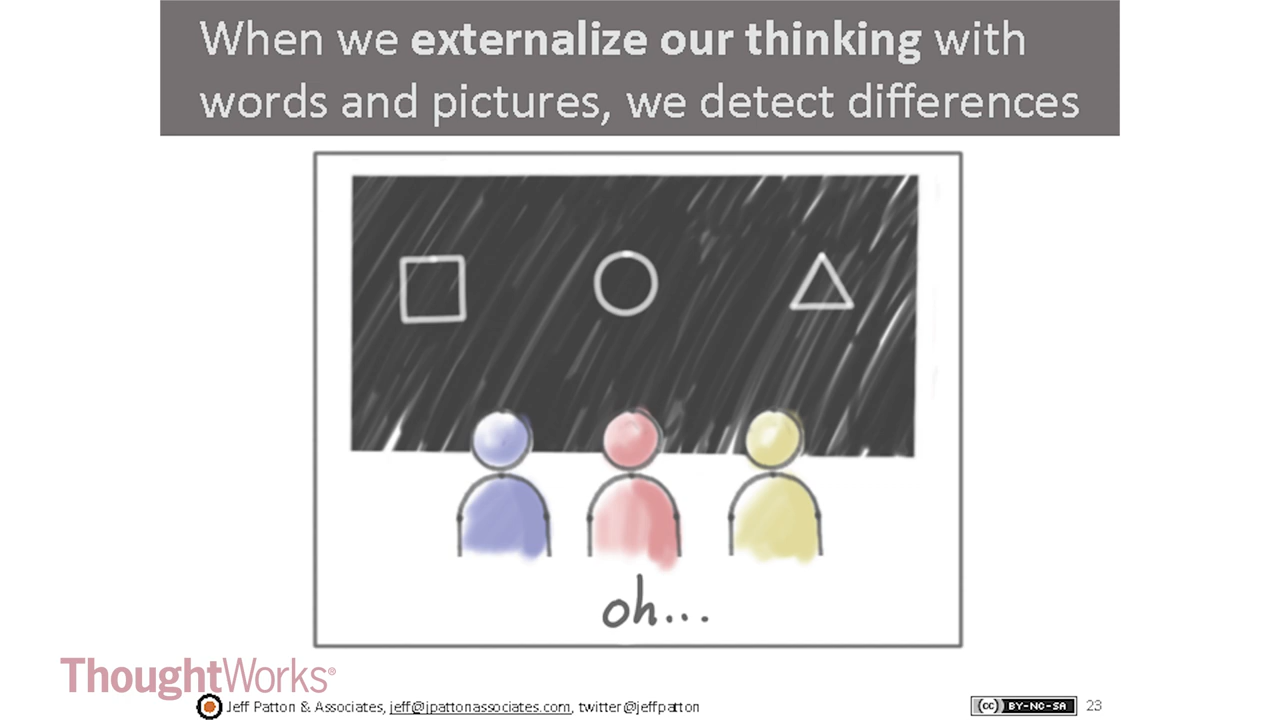 When we externalize our thinking with
words and pictures, we detect differences
oh...
ThoughtWorks®
Jeff Patton & Associates, jeff@jpattonassociates.com, twitter@jeffpatton
(cc) BY-NC-SA
23